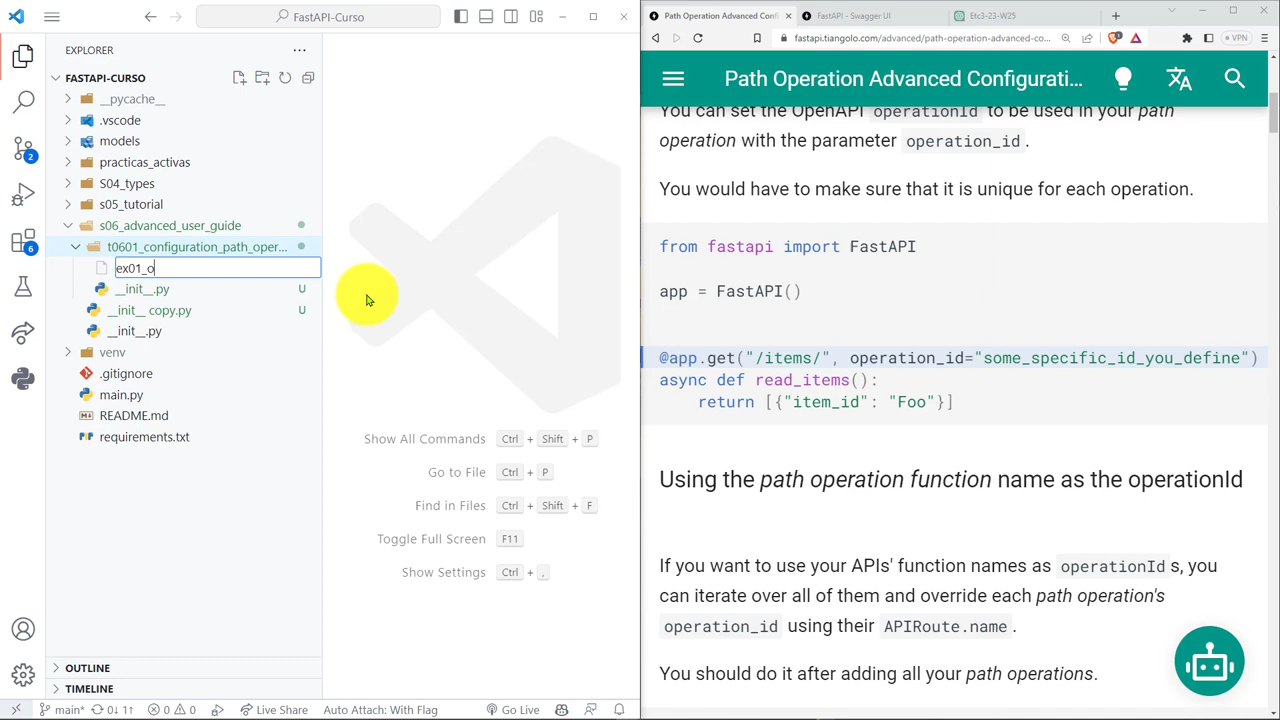 FastAPI-Curso
EXPLORER
FASTAPI-CURSO
__pycache__
.vscode
models
practicas_activas
S04_types
s05_tutorial
s06_advanced_user_guide
t0601_configuration_path_oper...
ex01_o
__init__.py U
__init__ copy.py U
__init__.py
venv
.gitignore
main.py
README.md
requirements.txt
OUTLINE
TIMELINE
2
6
Show All Commands Ctrl + Shift + P
Go to File Ctrl + P
Find in Files Ctrl + Shift + F
Toggle Full Screen F11
Show Settings Ctrl + ,
main* 0↓ 1↑ 0 0 Live Share Auto Attach: With Flag Go Live
Path Operation Advanced Confi
FastAPI - Swagger UI
Etc3-23-W25
fastapi.tiangolo.com/advanced/path-operation-advanced-co...
VPN
Path Operation Advanced Configurati...
You can set the OpenAPI operationId to be used in your path
operation with the parameter operation_id.
You would have to make sure that it is unique for each operation.
from fastapi import FastAPI
app = FastAPI()
@app.get("/items/", operation_id="some_specific_id_you_define")
async def read_items():
return [{"item_id": "Foo"}]
Using the path operation function name as the operationId
If you want to use your APIs' function names as operationIds, you
can iterate over all of them and override each path operation's
operation_id using their APIRoute.name.
You should do it after adding all your path operations.